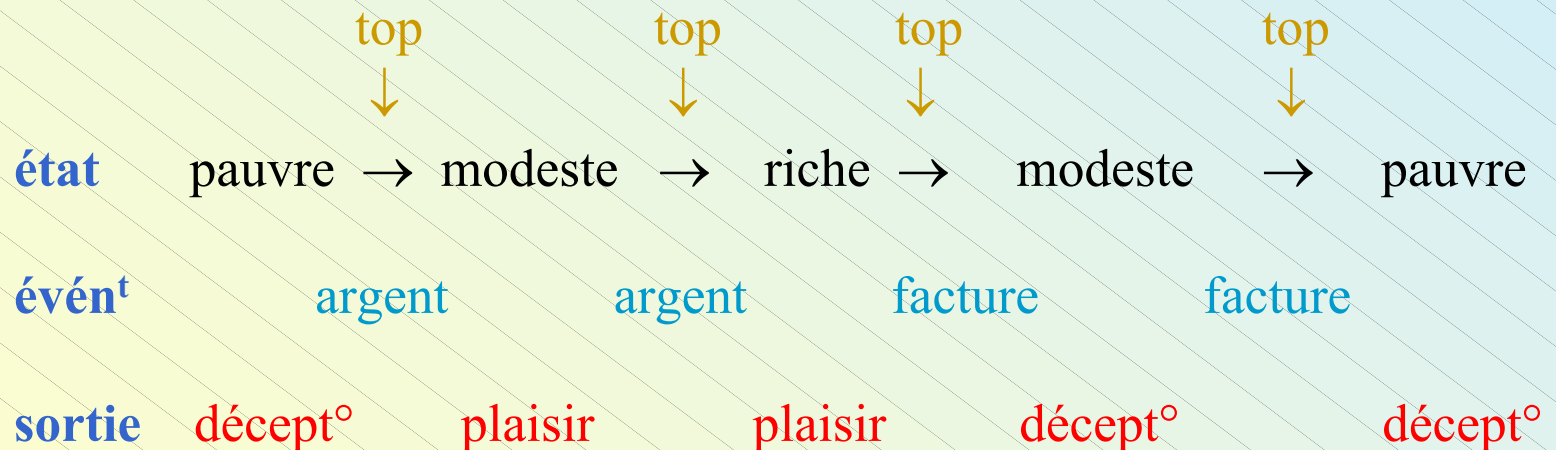 top top top top
↓ ↓ ↓ ↓
état pauvre → modeste → riche → modeste → pauvre
événᵗ argent argent facture facture
sortie décept° plaisir plaisir décept° décept°